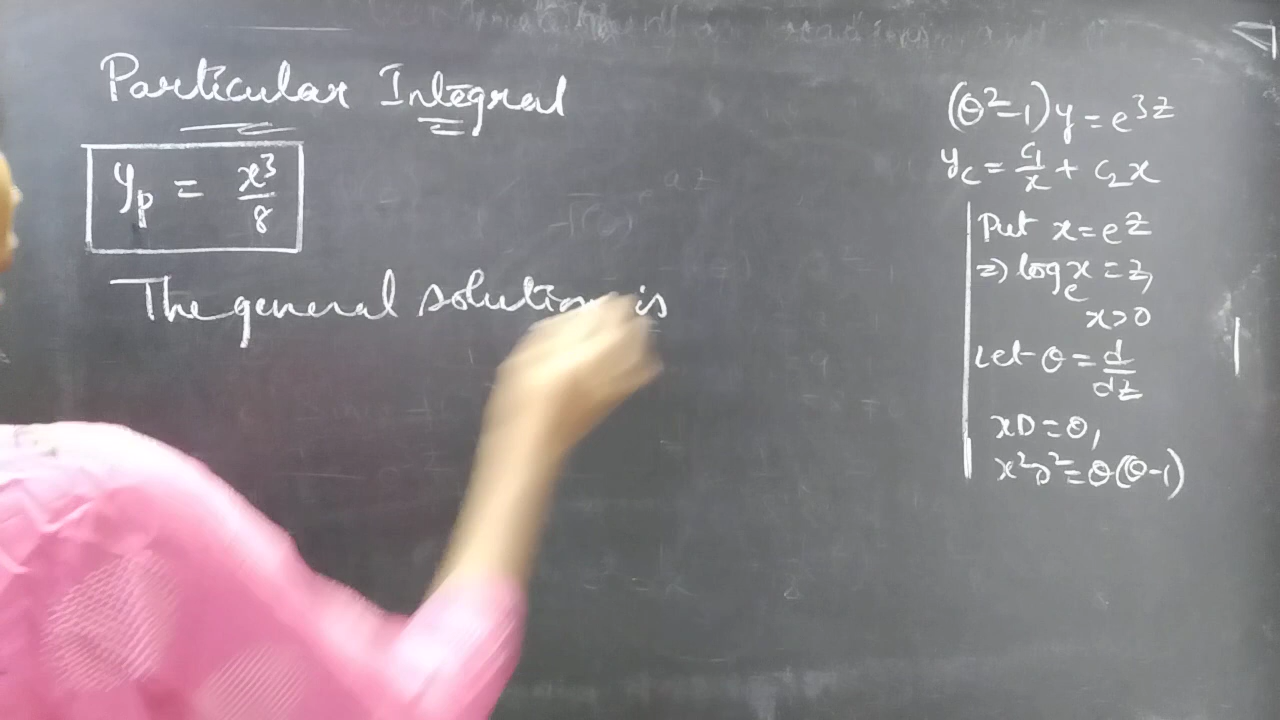 Particular Integral
yₚ = x³/8
The general solution is
(θ²-1)y = e³ᶻ
y_c = c₁/x + c₂x
Put x = eᶻ
=) logₑx = z,
x>0
Let θ = d/dz
xD = θ,
x²D² = θ(θ-1)